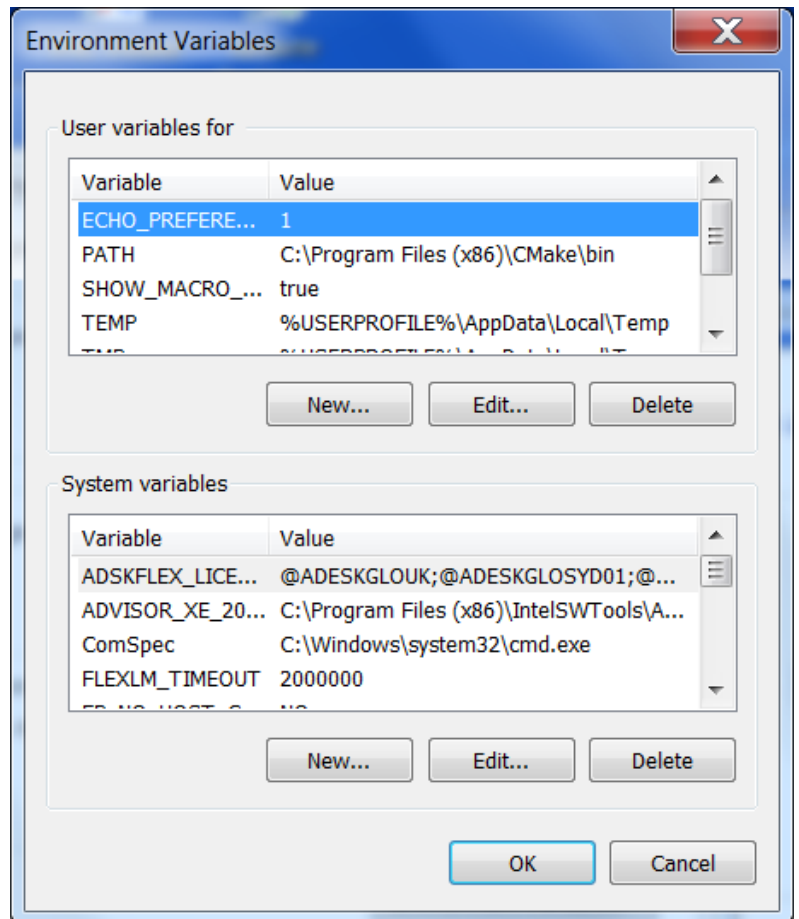 Environment Variables
User variables for
Variable Value
ECHO_PREFERE... 1
PATH C:\Program Files (x86)\CMake\bin
SHOW_MACRO_... true
TEMP %USERPROFILE%\AppData\Local\Temp
New... Edit... Delete
System variables
Variable Value
ADSKFLEX_LICE... @ADESKGLOUK;@ADESKGLOSYD01;@...
ADVISOR_XE_20... C:\Program Files (x86)\IntelSWTools\A...
ComSpec C:\Windows\system32\cmd.exe
FLEXLM_TIMEOUT 2000000
New... Edit... Delete
OK Cancel